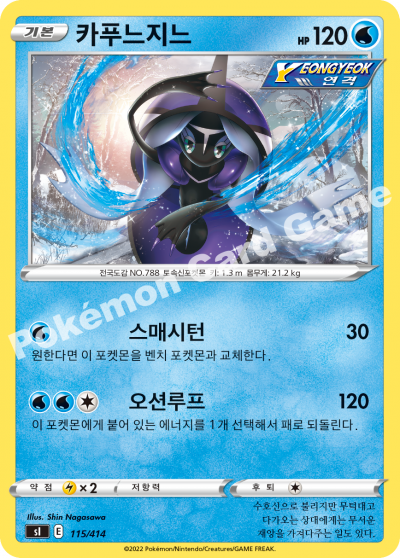 기본 카푸느지느 HP 120
YEONGYEOK
연격
Pokémon Card Game
전국도감 NO.788 토속신포켓몬 키: 1.3 m 몸무게: 21.2 kg
스매시턴 30
원한다면 이 포켓몬을 벤치 포켓몬과 교체한다.
오션루프 120
이 포켓몬에게 붙어 있는 에너지를 1개 선택해서 패로 되돌린다.
약점 ×2 저항력 후퇴
Illus. Shin Nagasawa
sI E 115/414
수호신으로 불리지만 무턱대고
다가오는 상대에게는 무서운
재앙을 가져다주는 일도 있다.
©2022 Pokémon/Nintendo/Creatures/GAME FREAK.